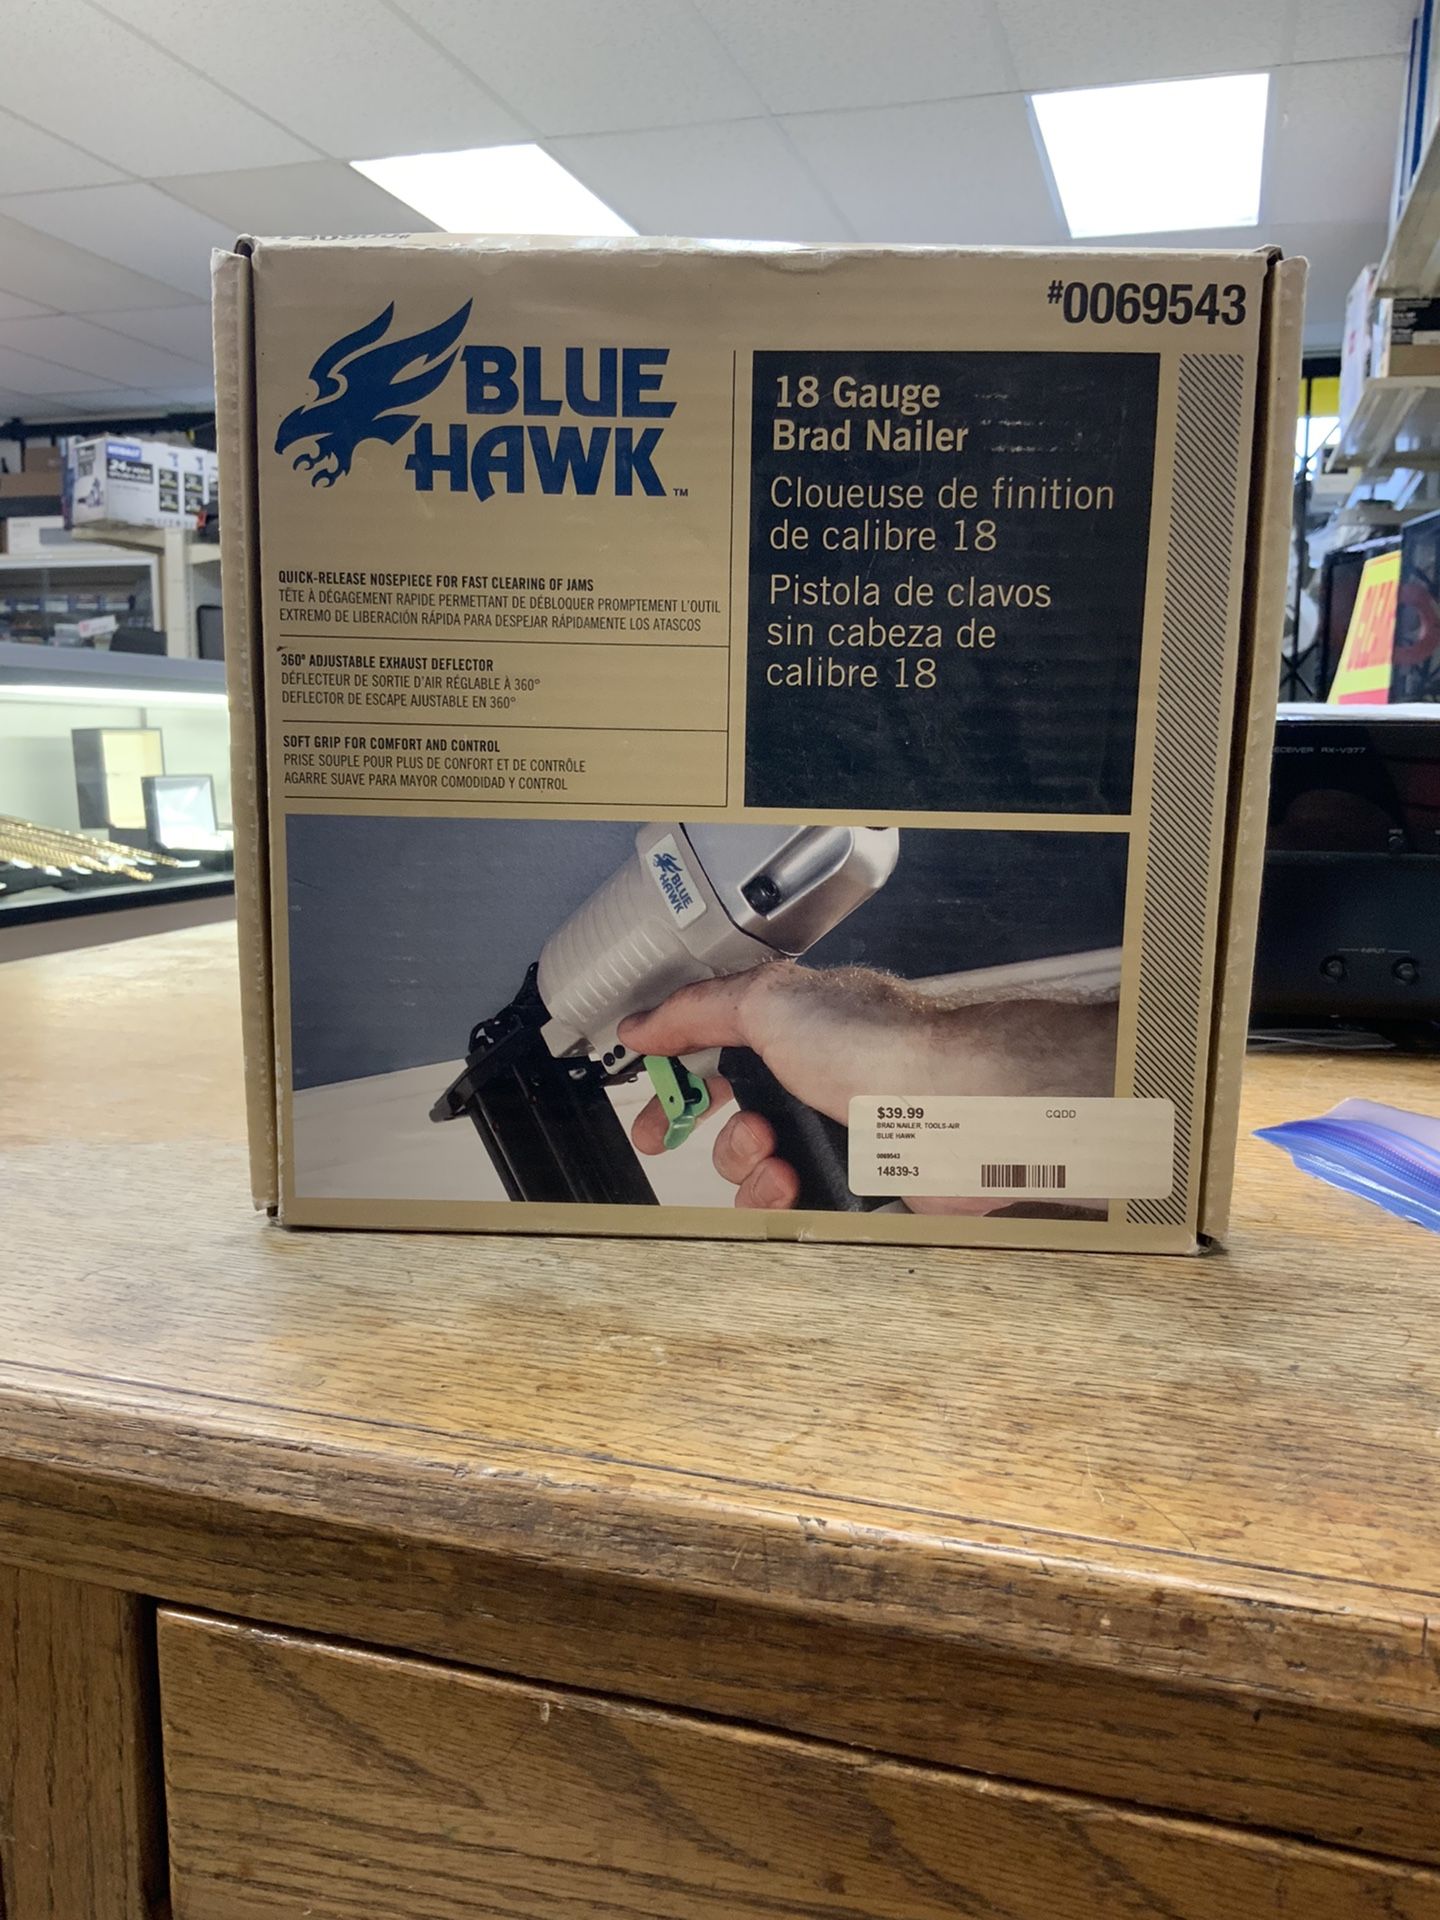 #0069543
BLUE
HAWK™
18 Gauge
Brad Nailer
Cloueuse de finition
de calibre 18
Pistola de clavos
sin cabeza de
calibre 18
QUICK-RELEASE NOSEPIECE FOR FAST CLEARING OF JAMS
TÊTE À DÉGAGEMENT RAPIDE PERMETTANT DE DÉBLOQUER PROMPTEMENT L'OUTIL
EXTREMO DE LIBERACIÓN RÁPIDA PARA DESPEJAR RÁPIDAMENTE LOS ATASCOS
360° ADJUSTABLE EXHAUST DEFLECTOR
DÉFLECTEUR DE SORTIE D'AIR RÉGLABLE À 360°
DEFLECTOR DE ESCAPE AJUSTABLE EN 360°
SOFT GRIP FOR COMFORT AND CONTROL
PRISE SOUPLE POUR PLUS DE CONFORT ET DE CONTRÔLE
AGARRE SUAVE PARA MAYOR COMODIDAD Y CONTROL
BLUE
HAWK
$39.99 CQDD
BRAD NAILER, TOOLS-AIR
BLUE HAWK
0069543
14839-3
RX-V377
INPUT
KOBALT